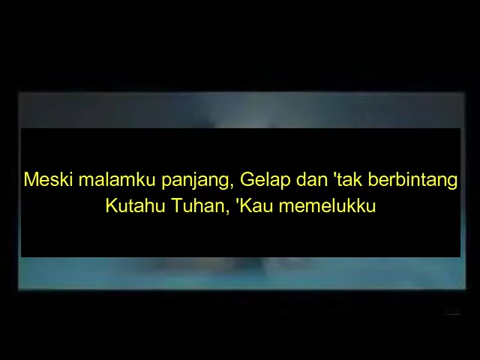 Meski malamku panjang, Gelap dan 'tak berbintang
Kutahu Tuhan, 'Kau memelukku